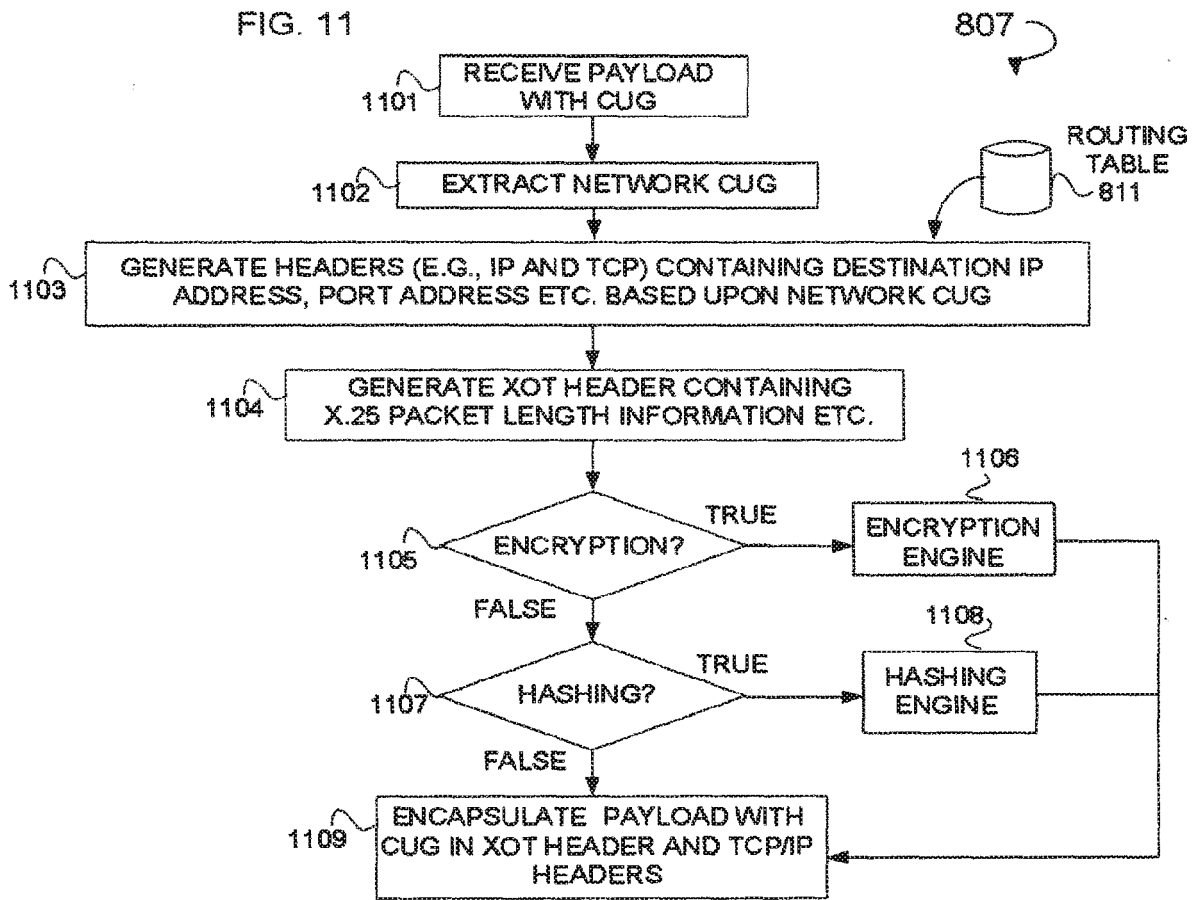 FIG. 11
807
RECEIVE PAYLOAD
WITH CUG
1101
EXTRACT NETWORK CUG
1102
ROUTING
TABLE
811
GENERATE HEADERS (E.G., IP AND TCP) CONTAINING DESTINATION IP
ADDRESS, PORT ADDRESS ETC. BASED UPON NETWORK CUG
1103
GENERATE XOT HEADER CONTAINING
X.25 PACKET LENGTH INFORMATION ETC.
1104
ENCRYPTION?
1105
TRUE
1106
ENCRYPTION
ENGINE
FALSE
HASHING?
1107
TRUE
1108
HASHING
ENGINE
FALSE
ENCAPSULATE PAYLOAD WITH
CUG IN XOT HEADER AND TCP/IP
HEADERS
1109